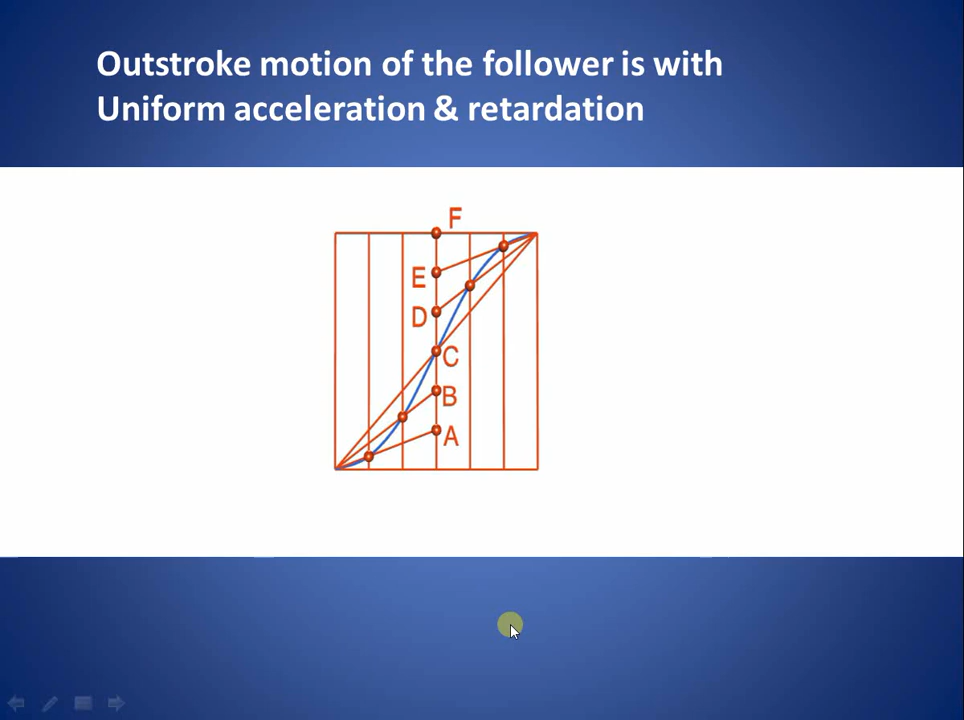 Outstroke motion of the follower is with
Uniform acceleration & retardation
F
E
D
C
B
A